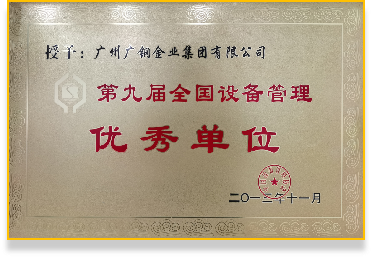 授予：广州广钢企业集团有限公司
第九届全国设备管理
优秀单位
二〇一三年十一月